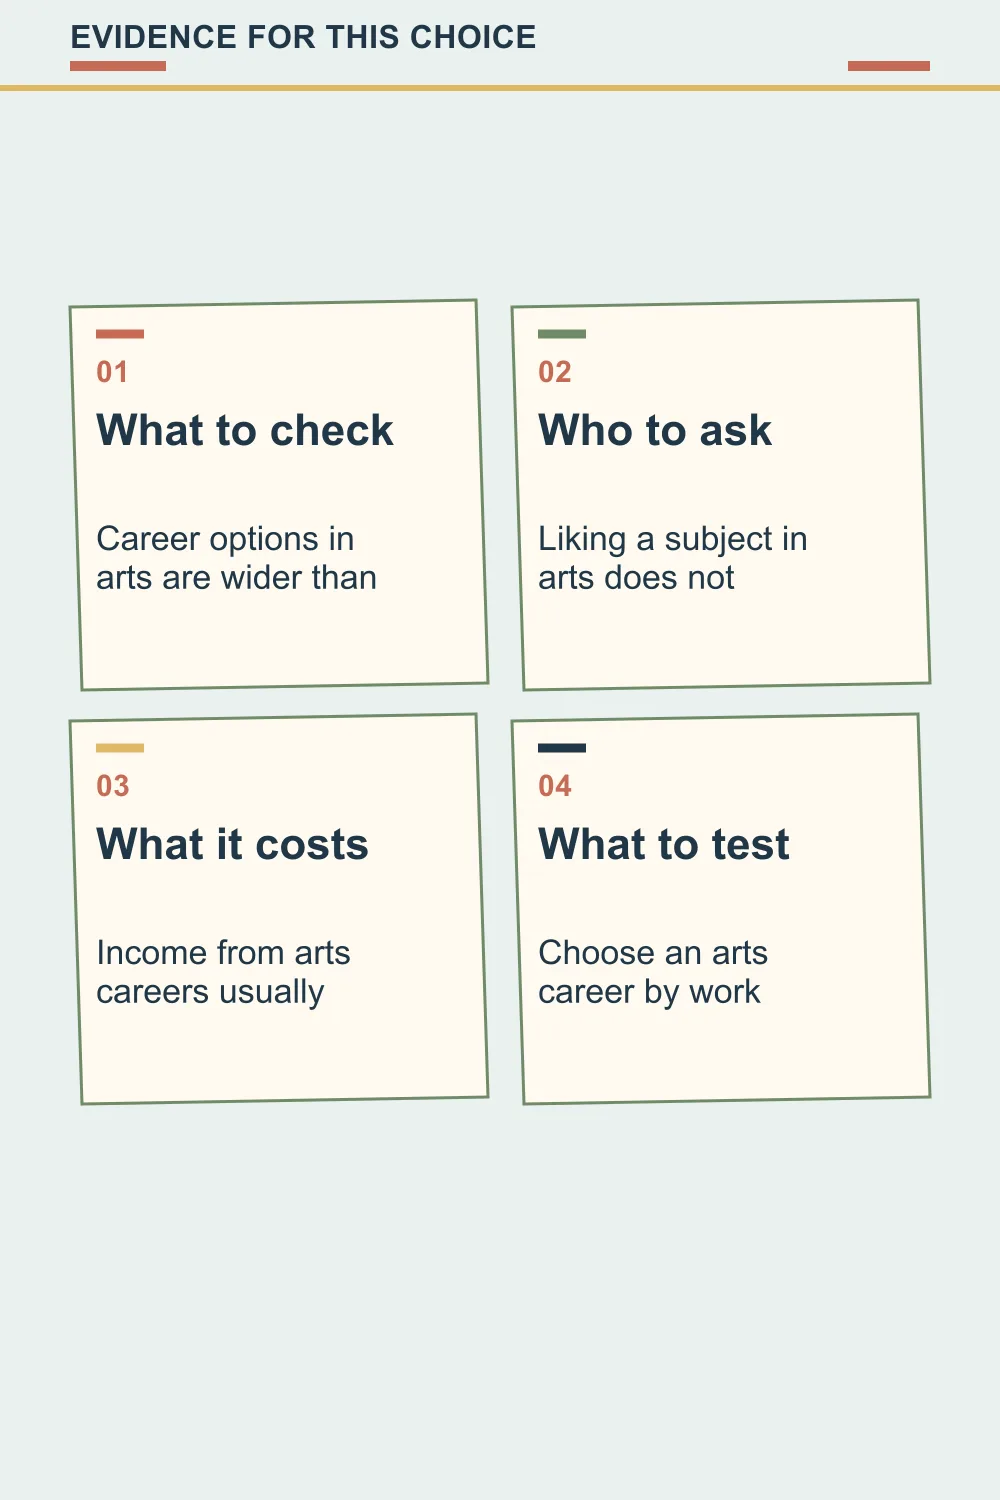 EVIDENCE FOR THIS CHOICE
01
What to check
Career options in
arts are wider than
02
Who to ask
Liking a subject in
arts does not
03
What it costs
Income from arts
careers usually
04
What to test
Choose an arts
career by work